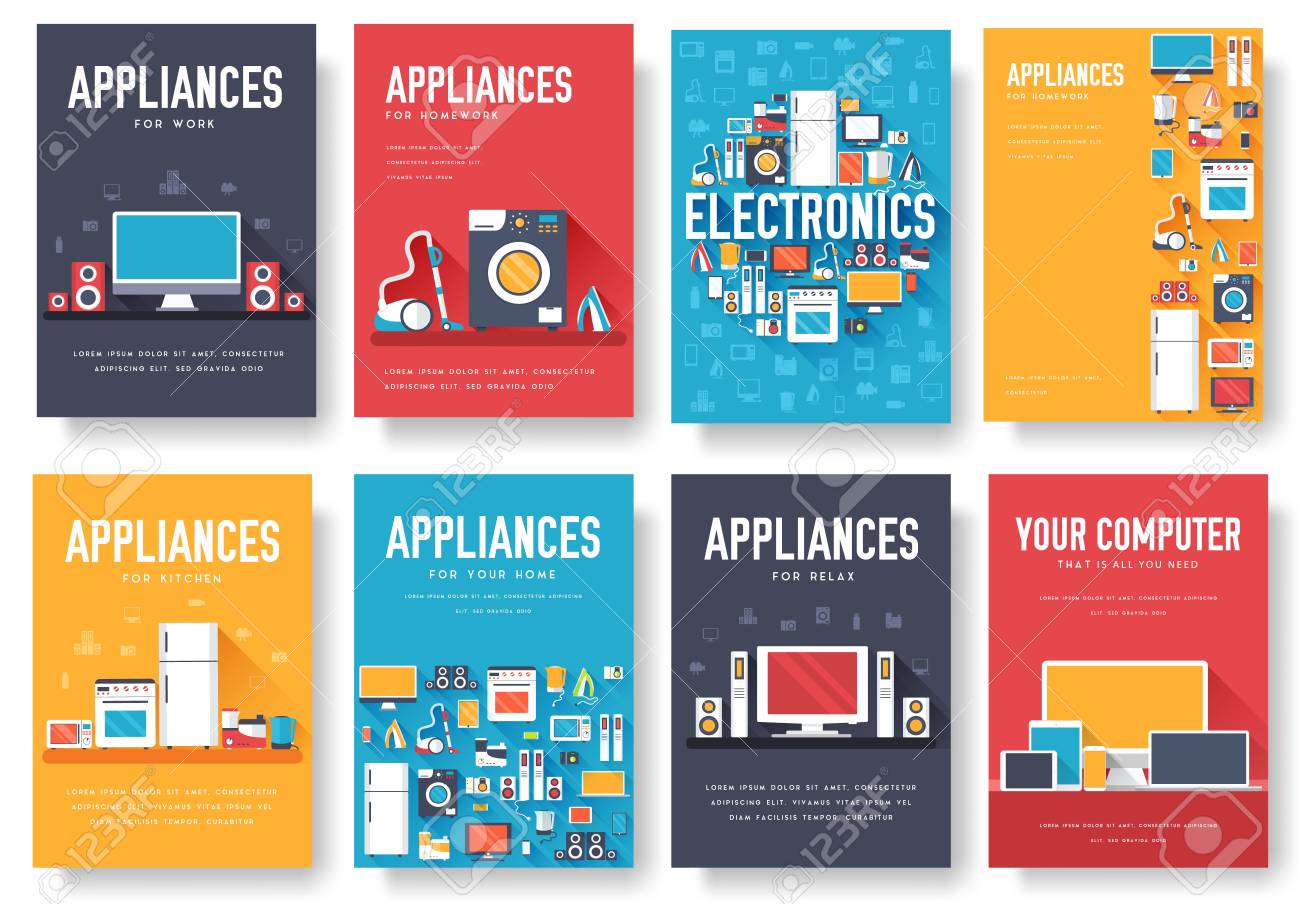 APPLIANCES
FOR WORK
LOREM IPSUM DOLOR SIT AMET, CONSECTETUR
ADIPISCING ELIT. SED GRAVIDA ODIO
APPLIANCES
FOR HOMEWORK
LOREM IPSUM DOLOR SIT AMET,
CONSECTETUR ADIPISCING ELIT.
VIVAMUS VITAE IPSUM
LOREM IPSUM DOLOR SIT AMET, CONSECTETUR
ADIPISCING ELIT. SED GRAVIDA ODIO
ELECTRONICS
APPLIANCES
FOR HOMEWORK
LOREM IPSUM DOLOR SIT AMET,
CONSECTETUR ADIPISCING ELIT.
VIVAMUS VITAE IPSUM
LOREM IPSUM DOLOR SIT AMET,
CONSECTETUR
APPLIANCES
FOR KITCHEN
LOREM IPSUM DOLOR SIT AMET, CONSECTETUR
ADIPISCING ELIT. VIVAMUS VITAE IPSUM VEL
DIAM FACILISIS TEMPOR. CURABITUR
APPLIANCES
FOR YOUR HOME
LOREM IPSUM DOLOR SIT AMET, CONSECTETUR ADIPISCING
ELIT. SED GRAVIDA ODIO
APPLIANCES
FOR RELAX
LOREM IPSUM DOLOR SIT AMET, CONSECTETUR
ADIPISCING ELIT. VIVAMUS VITAE IPSUM VEL
DIAM FACILISIS TEMPOR. CURABITUR
YOUR COMPUTER
THAT IS ALL YOU NEED
LOREM IPSUM DOLOR SIT AMET, CONSECTETUR ADIPISCING
ELIT. SED GRAVIDA ODIO
LOREM IPSUM DOLOR SIT AMET, CONSECTETUR ADIPISCING
ELIT. SED GRAVIDA ODIO
123RF